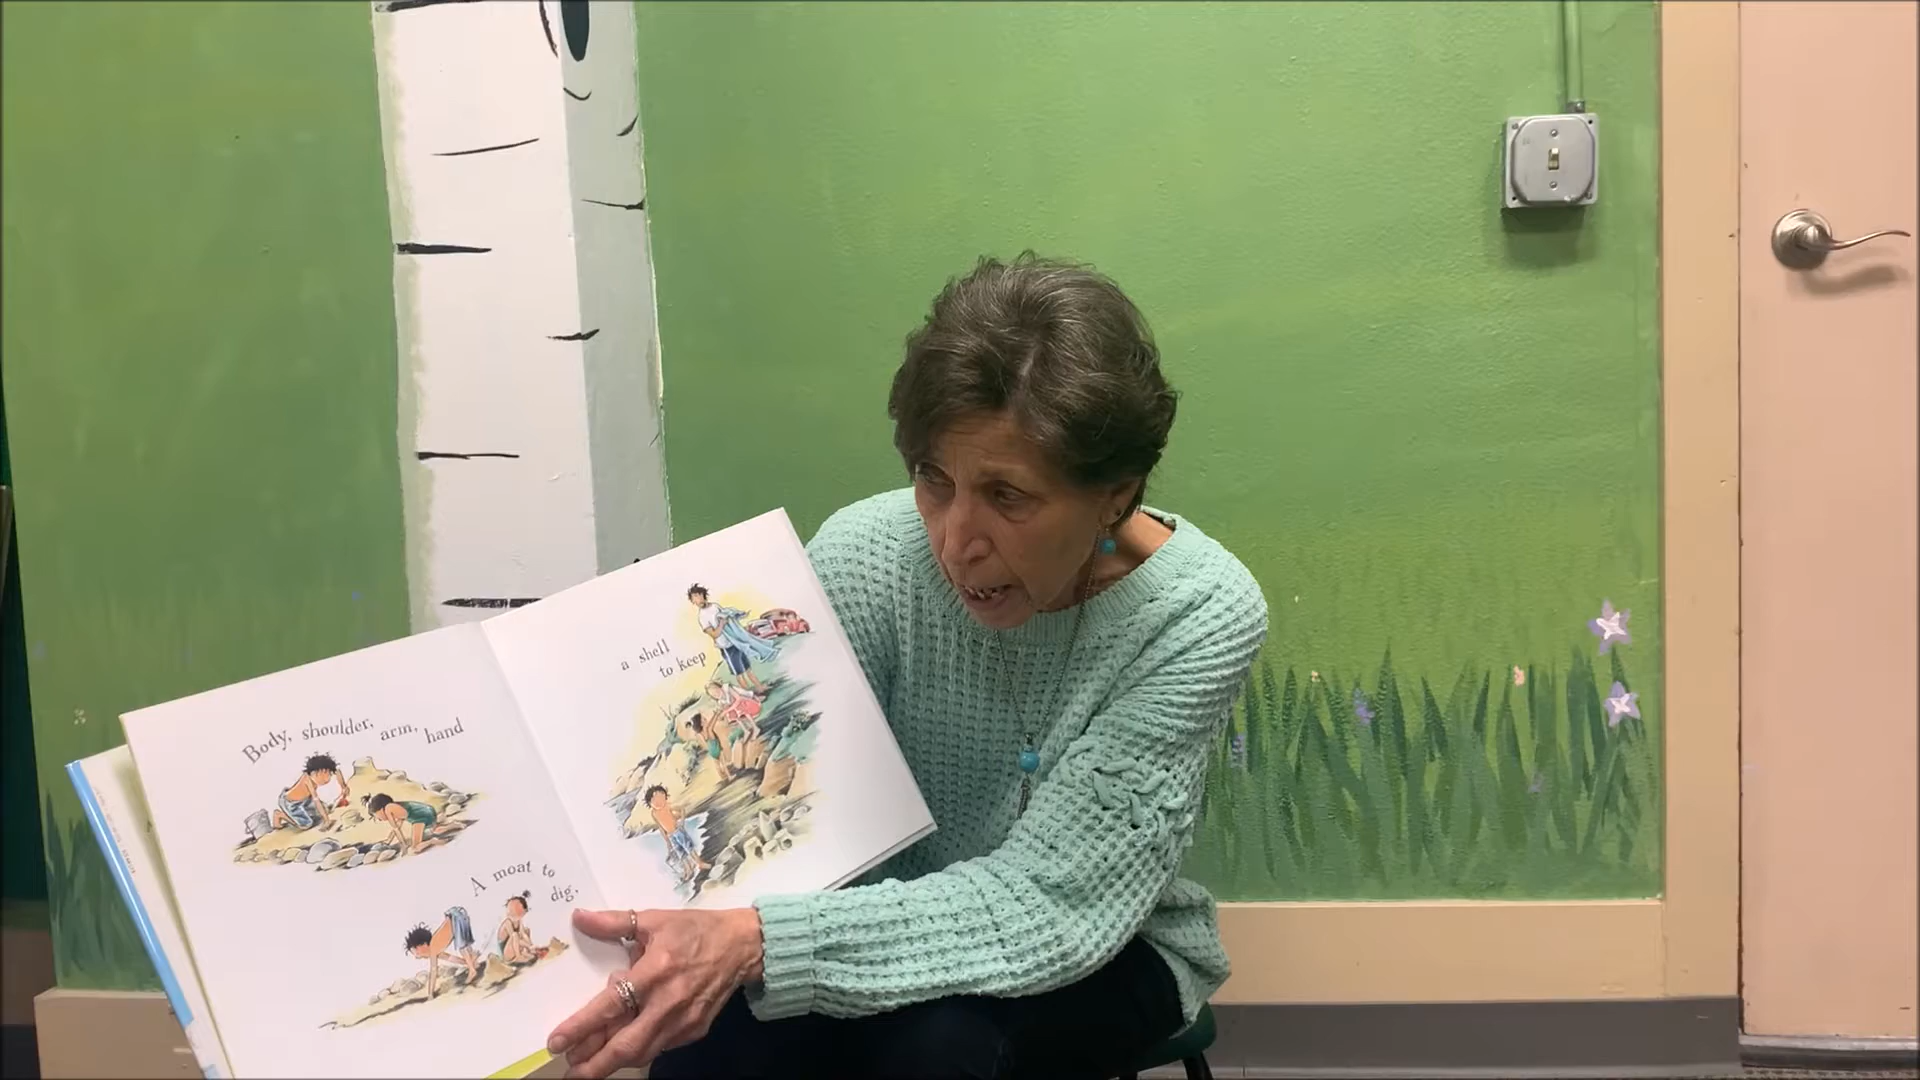 Body, shoulder, arm, hand
A moat to
dig.
a shell
to keep